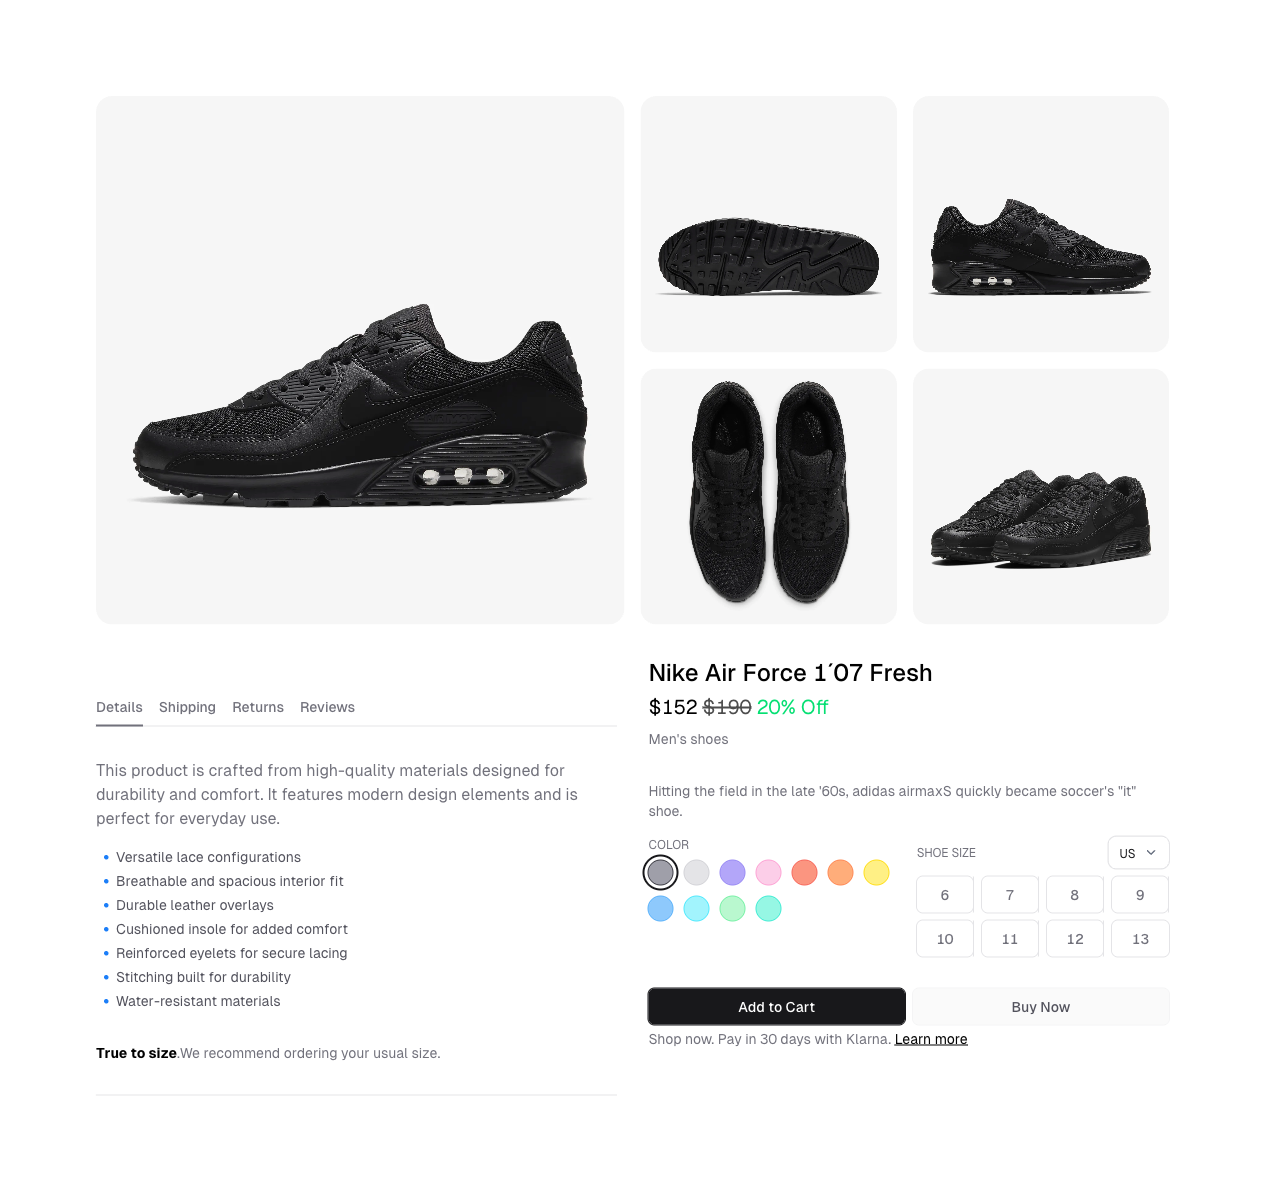 Nike Air Force 1´07 Fresh
$152 $190 20% Off
Men's shoes
Details Shipping Returns Reviews
This product is crafted from high-quality materials designed for
durability and comfort. It features modern design elements and is
perfect for everyday use.
Versatile lace configurations
Breathable and spacious interior fit
Durable leather overlays
Cushioned insole for added comfort
Reinforced eyelets for secure lacing
Stitching built for durability
Water-resistant materials
True to size.We recommend ordering your usual size.
Hitting the field in the late '60s, adidas airmaxS quickly became soccer's "it"
shoe.
COLOR
SHOE SIZE
US
6 7 8 9
10 11 12 13
Add to Cart
Buy Now
Shop now. Pay in 30 days with Klarna. Learn more